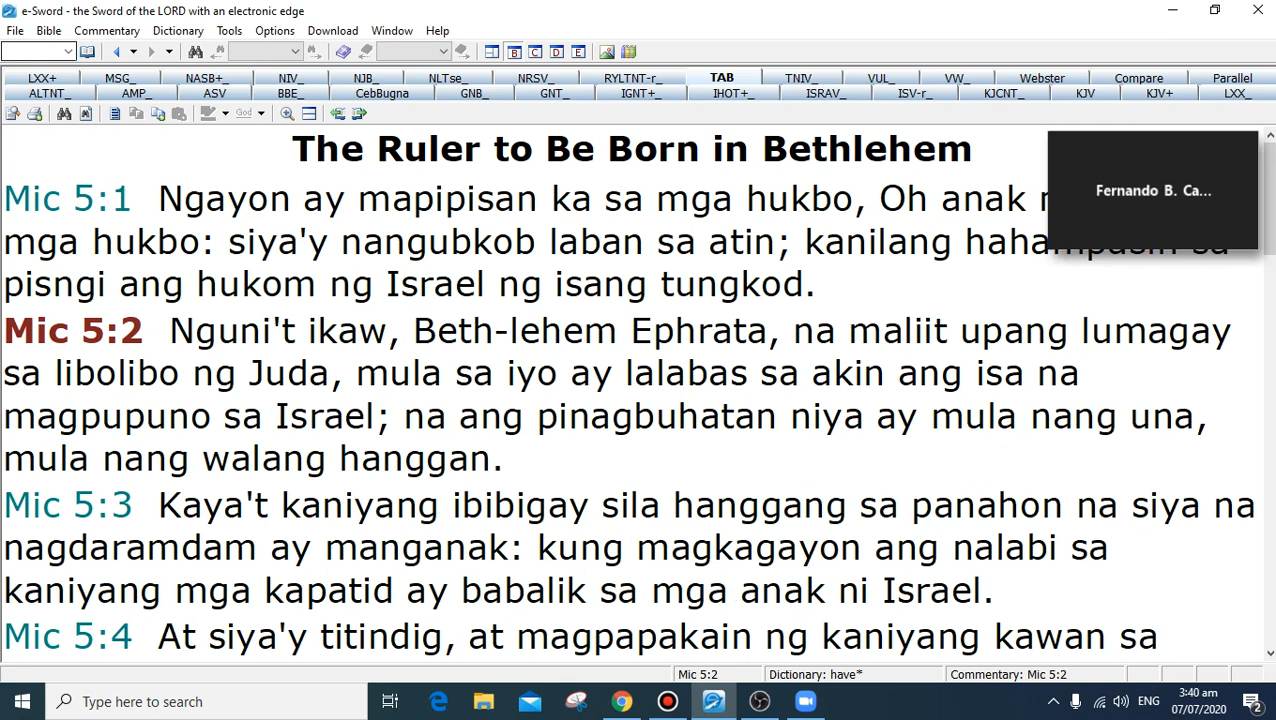 e-Sword - the Sword of the LORD with an electronic edge
File Bible Commentary Dictionary Tools Options Download Window Help
B C D E
LXX+ MSG_ NASB+_ NIV_ NJB_ NLTse_ NRSV_ RYLTNT-r_ TAB TNIV_ VUL_ VW_ Webster Compare Parallel
ALTNT_ AMP_ ASV BBE_ CebBugna GNB_ GNT_ IGNT+_ IHOT+_ ISRAV_ ISV-r_ KJCNT_ KJV KJV+ LXX_
God
The Ruler to Be Born in Bethlehem
Fernando B. Ca...
Mic 5:1 Ngayon ay mapipisan ka sa mga hukbo, Oh anak
mga hukbo: siya'y nangubkob laban sa atin; kanilang
pisngi ang hukom ng Israel ng isang tungkod.
Mic 5:2 Nguni't ikaw, Beth-lehem Ephrata, na maliit upang lumagay
sa libolibo ng Juda, mula sa iyo ay lalabas sa akin ang isa na
magpupuno sa Israel; na ang pinagbuhatan niya ay mula nang una,
mula nang walang hanggan.
Mic 5:3 Kaya't kaniyang ibibigay sila hanggang sa panahon na siya na
nagdaramdam ay manganak: kung magkagayon ang nalabi sa
kaniyang mga kapatid ay babalik sa mga anak ni Israel.
Mic 5:4 At siya'y titindig, at magpapakain ng kaniyang kawan sa
Mic 5:2 Dictionary: have* Commentary: Mic 5:2
Type here to search
ENG
3:40 am
07/07/2020
2